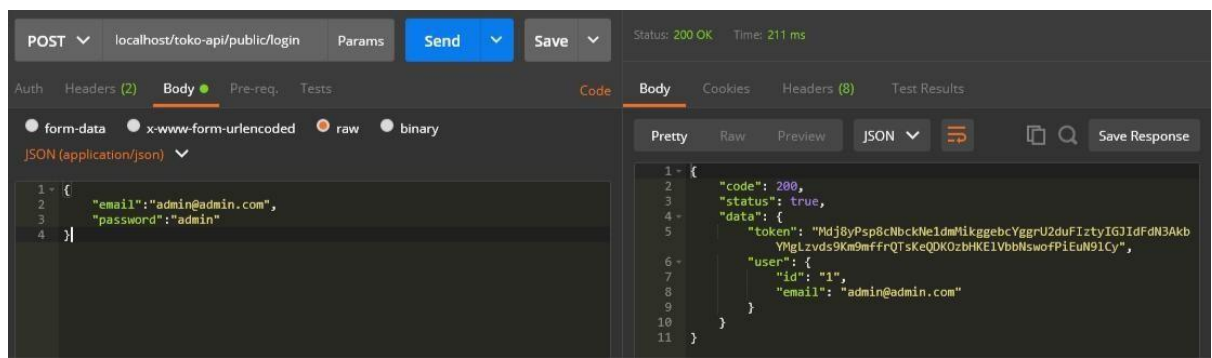 POST localhost/toko-api/public/login Params Send Save
Auth Headers (2) Body Pre-req. Tests Code
form-data x-www-form-urlencoded raw binary
JSON (application/json)
1 {
2 "email":"admin@admin.com",
3 "password":"admin"
4 }
Status: 200 OK Time: 211 ms
Body Cookies Headers (8) Test Results
Pretty Raw Preview JSON Save Response
1 {
2 "code": 200,
3 "status": true,
4 "data": {
5 "token": "Mdj8yPsp8cNbckNe1dmMikggebcYggrU2duFIztyIGJIdFdN3Akb
YMgLzvds9Km9mffrQTsKeQDKOzbHKElVbbNswofPiEuN9lCy",
6 "user": {
7 "id": "1",
8 "email": "admin@admin.com"
9 }
10 }
11 }